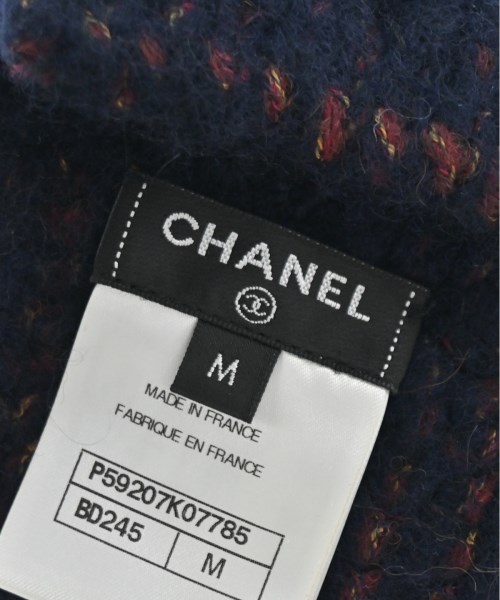 CHANEL
M
MADE IN FRANCE
FABRIQUE EN FRANCE
P59207K07785
BD245 M